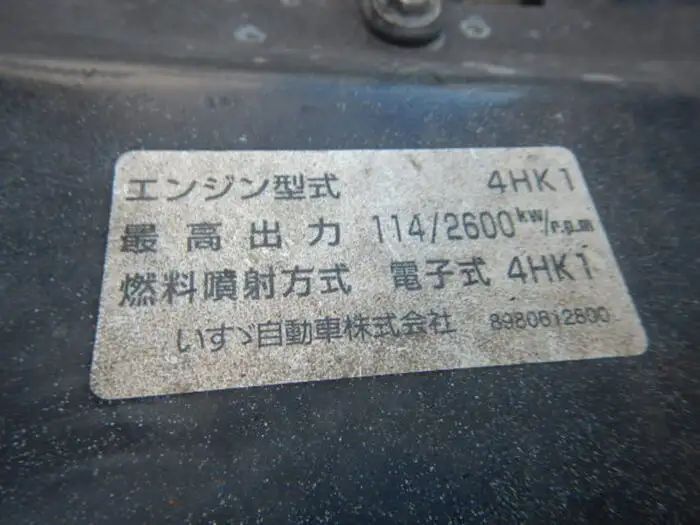 エンジン型式 4HK1
最高出力 114/2600 kw/r.p.m
燃料噴射方式 電子式 4HK1
いすゞ自動車株式会社 8980612800